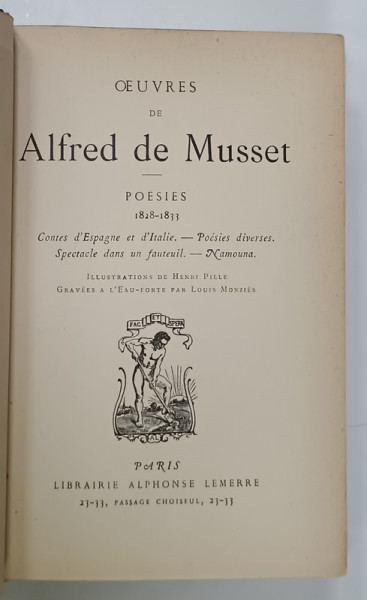 ŒUVRES
DE
Alfred de Musset
POESIES
1828-1833
Contes d'Espagne et d'Italie. — Poésies diverses.
Spectacle dans un fauteuil. — Namouna.
ILLUSTRATIONS DE HENRI PILLE
GRAVÉES A L'EAU-FORTE PAR LOUIS MONZIÈS
FAC ET SPERA
AL
PARIS
LIBRAIRIE ALPHONSE LEMERRE
23-33, PASSAGE CHOISEUL, 23-33